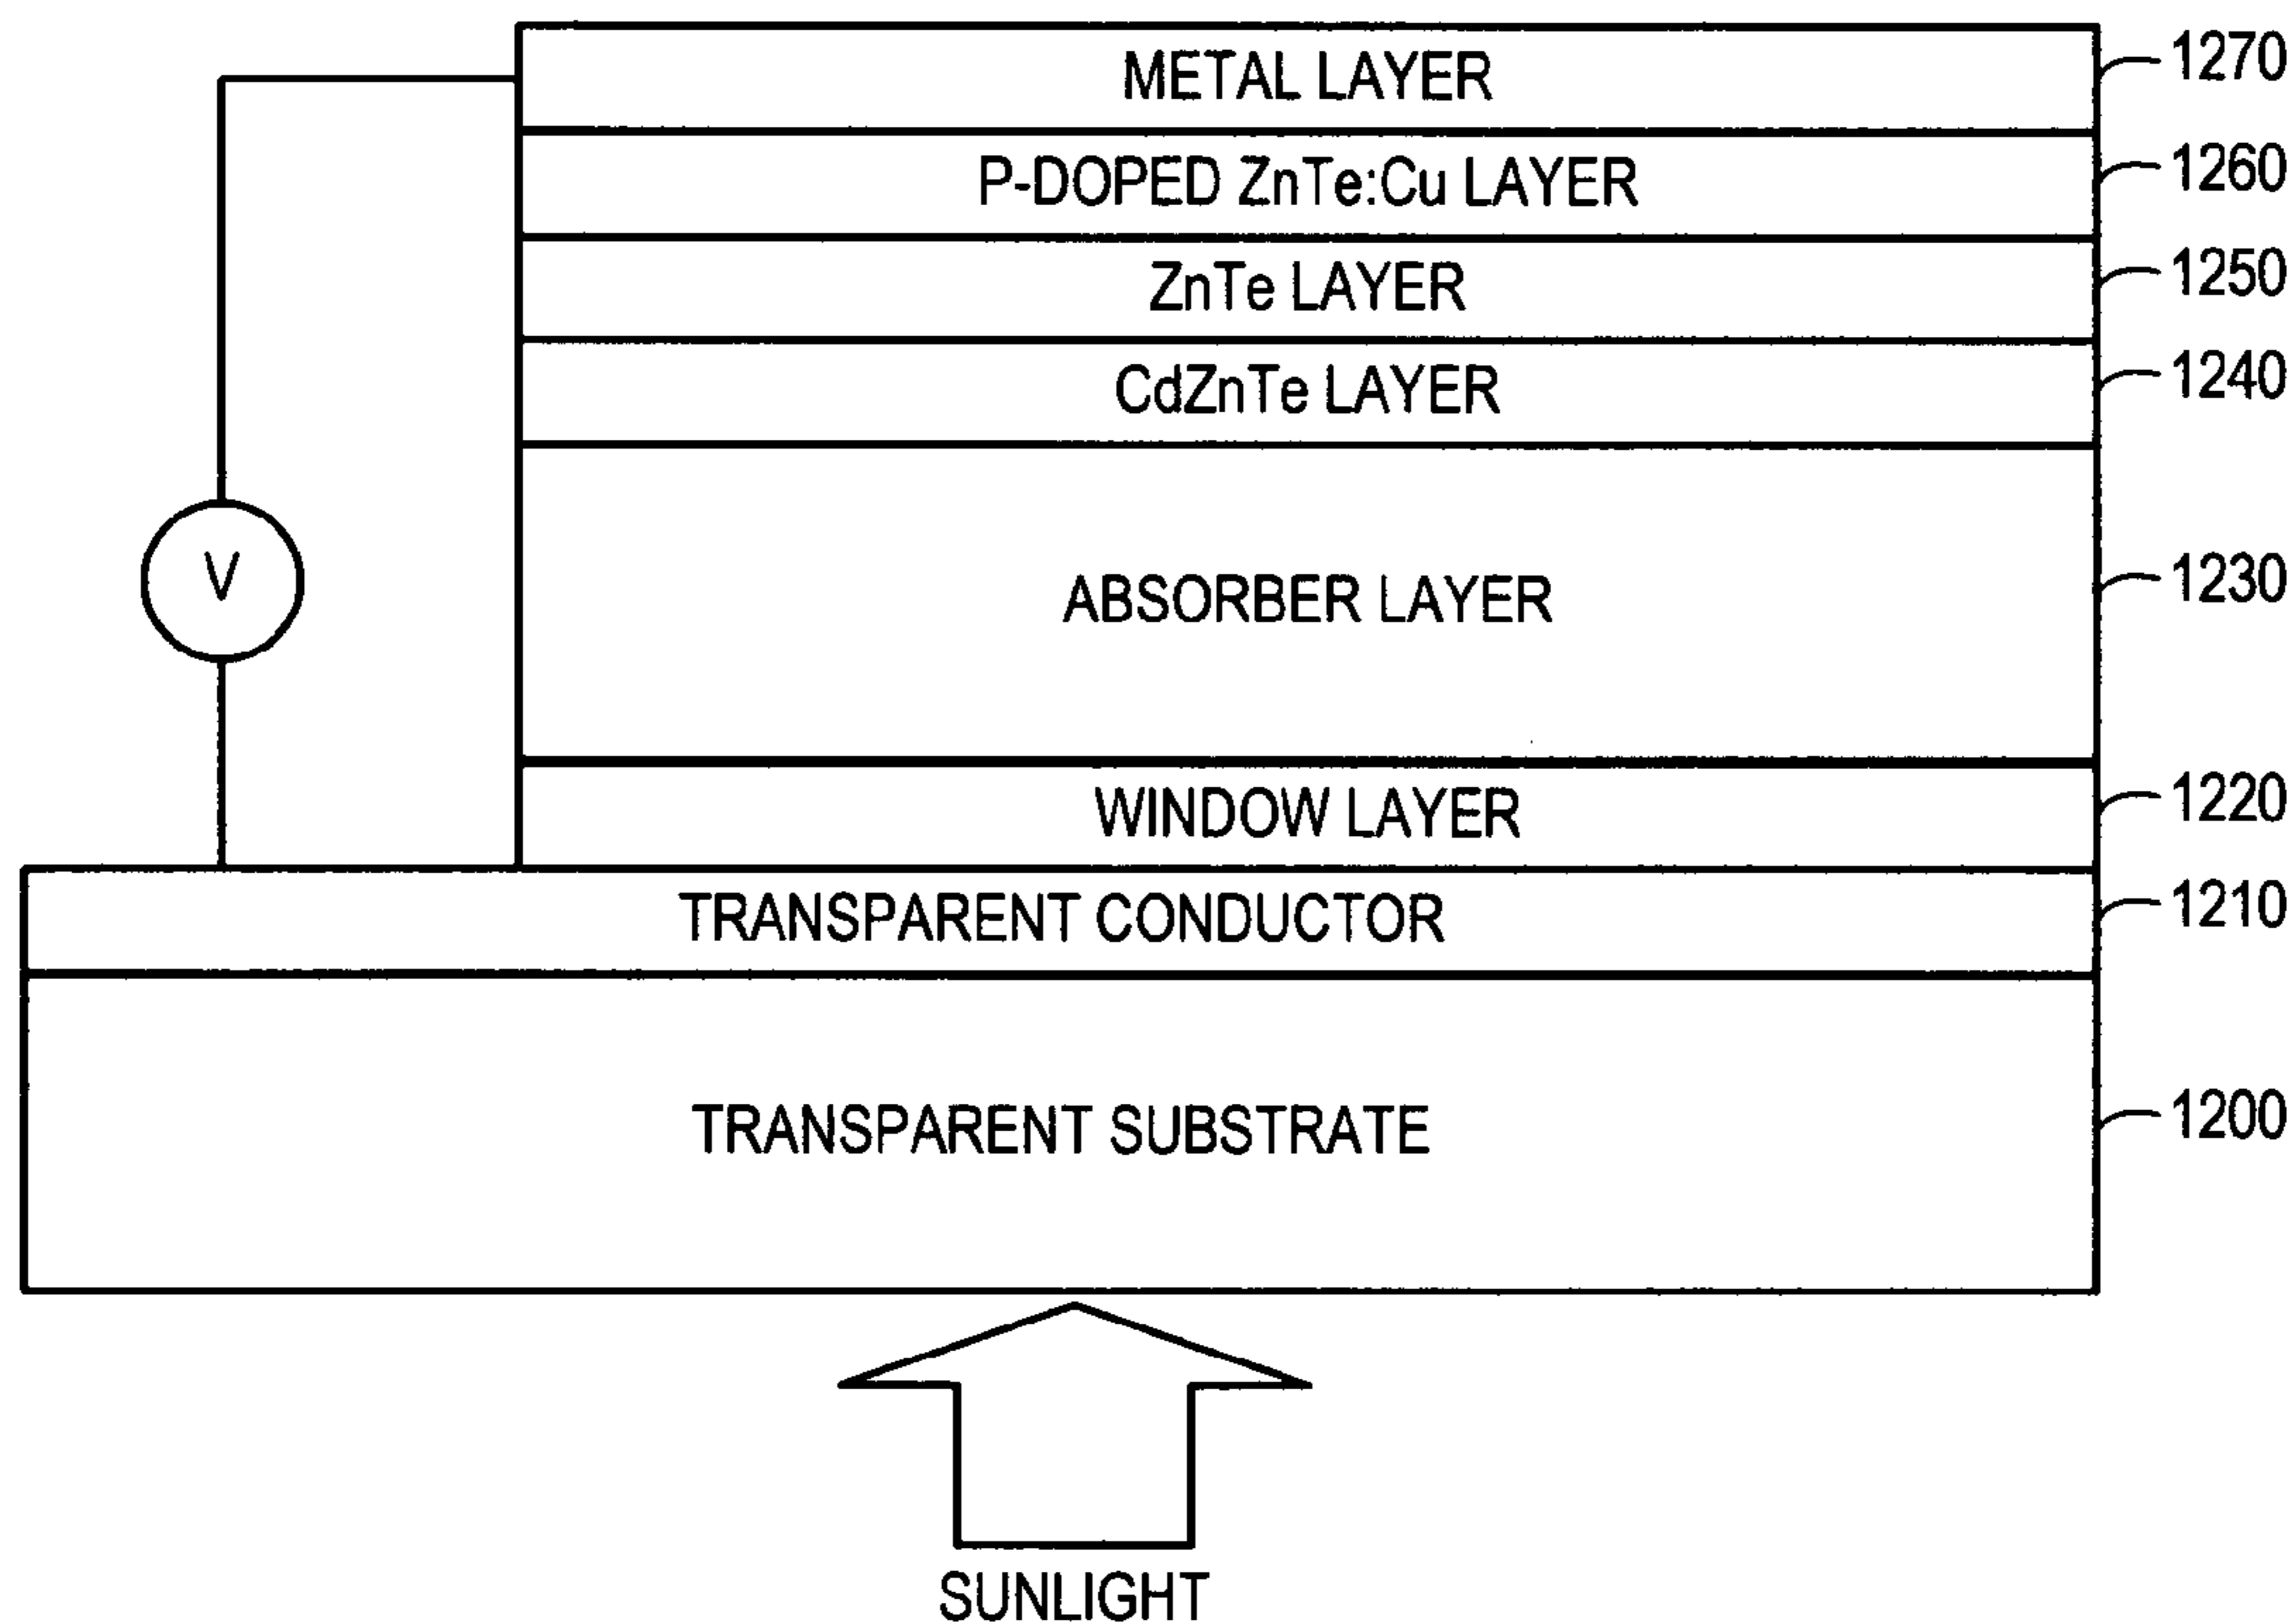 METAL LAYER 1270
P-DOPED ZnTe:Cu LAYER 1260
ZnTe LAYER 1250
CdZnTe LAYER 1240
V
ABSORBER LAYER 1230
WINDOW LAYER 1220
TRANSPARENT CONDUCTOR 1210
TRANSPARENT SUBSTRATE 1200
SUNLIGHT